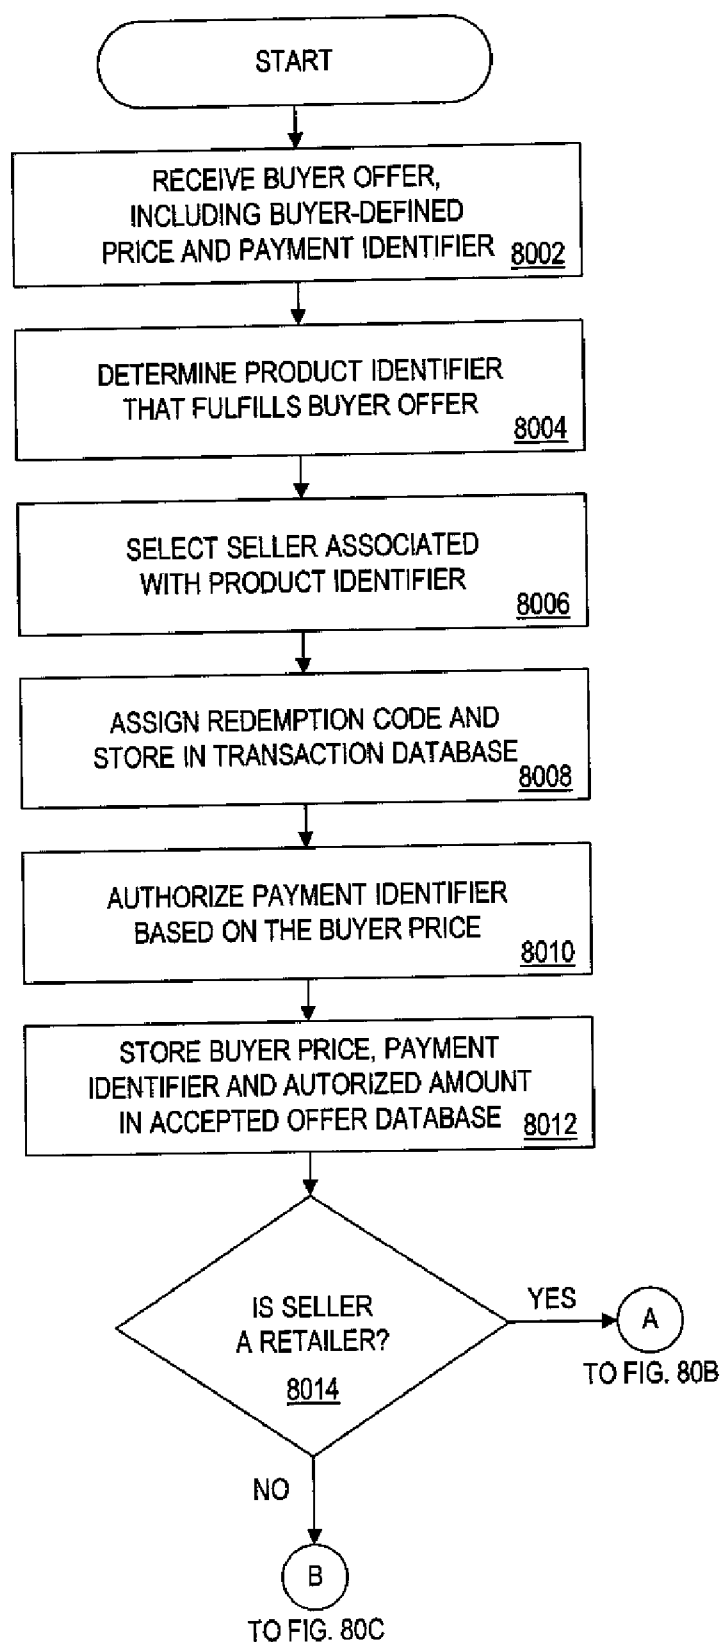 START
RECEIVE BUYER OFFER,
INCLUDING BUYER-DEFINED
PRICE AND PAYMENT IDENTIFIER
8002
DETERMINE PRODUCT IDENTIFIER
THAT FULFILLS BUYER OFFER
8004
SELECT SELLER ASSOCIATED
WITH PRODUCT IDENTIFIER
8006
ASSIGN REDEMPTION CODE AND
STORE IN TRANSACTION DATABASE
8008
AUTHORIZE PAYMENT IDENTIFIER
BASED ON THE BUYER PRICE
8010
STORE BUYER PRICE, PAYMENT
IDENTIFIER AND AUTORIZED AMOUNT
IN ACCEPTED OFFER DATABASE
8012
IS SELLER
A RETAILER?
8014
YES
A
TO FIG. 80B
NO
B
TO FIG. 80C